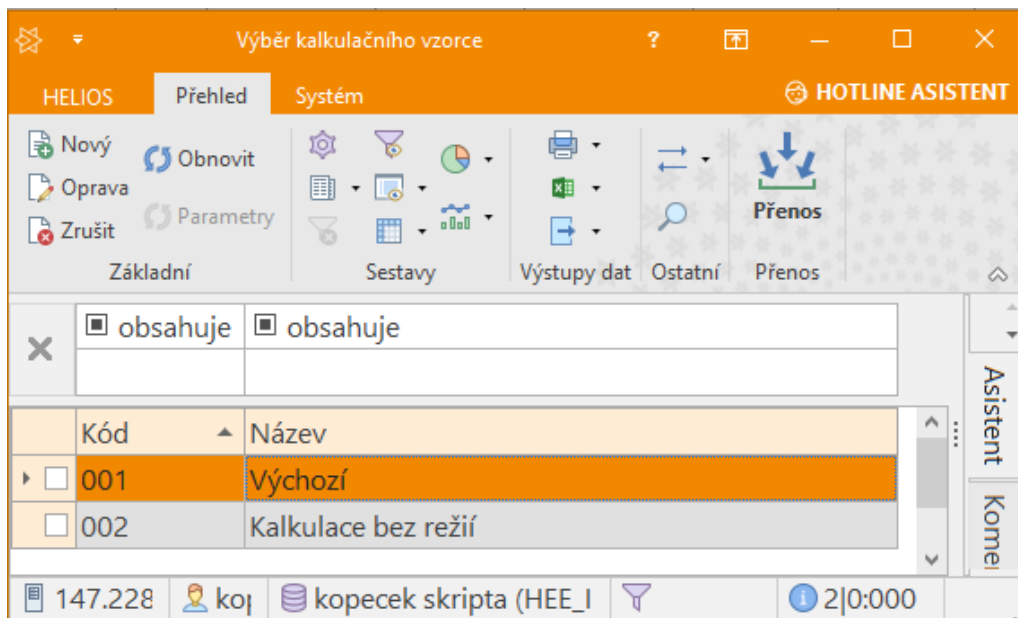 Výběr kalkulačního vzorce ?
HELIOS Přehled Systém HOTLINE ASISTENT
Nový
Obnovit
Oprava
Parametry
Zrušit
Přenos
Základní Sestavy Výstupy dat Ostatní Přenos
obsahuje obsahuje
Kód Název
001 Výchozí
002 Kalkulace bez režií
Asistent
147.228 kopecek skripta (HEE_I 2|0:000